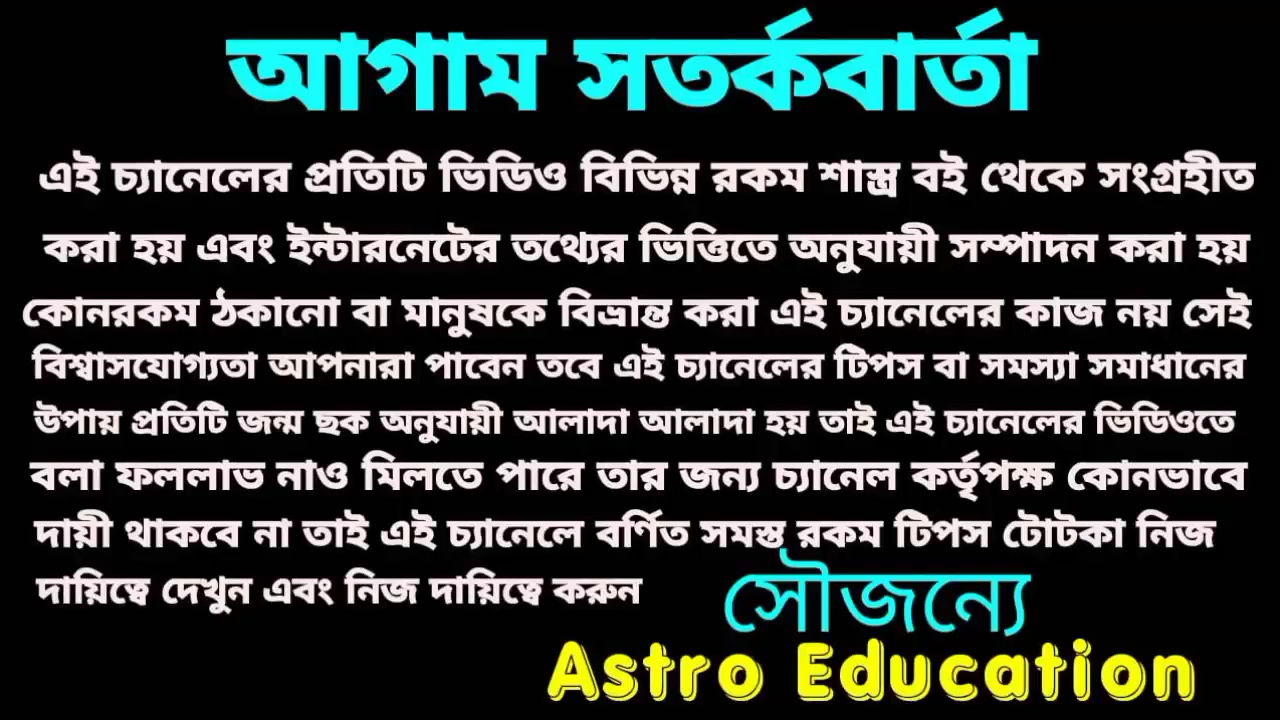 আগাম সতর্কবার্তা
এই চ্যানেলের প্রতিটি ভিডিও বিভিন্ন রকম শাস্ত্র বই থেকে সংগ্রহীত
করা হয় এবং ইন্টারনেটের তথ্যের ভিত্তিতে অনুযায়ী সম্পাদন করা হয়
কোনরকম ঠকানো বা মানুষকে বিভ্রান্ত করা এই চ্যানেলের কাজ নয় সেই
বিশ্বাসযোগ্যতা আপনারা পাবেন তবে এই চ্যানেলের টিপস বা সমস্যা সমাধানের
উপায় প্রতিটি জন্ম ছক অনুযায়ী আলাদা আলাদা হয় তাই এই চ্যানেলের ভিডিওতে
বলা ফললাভ নাও মিলতে পারে তার জন্য চ্যানেল কর্তৃপক্ষ কোনভাবে
দায়ী থাকবে না তাই এই চ্যানেলে বর্ণিত সমস্ত রকম টিপস টোটকা নিজ
দায়িত্বে দেখুন এবং নিজ দায়িত্বে করুন
সৌজন্যে
Astro Education